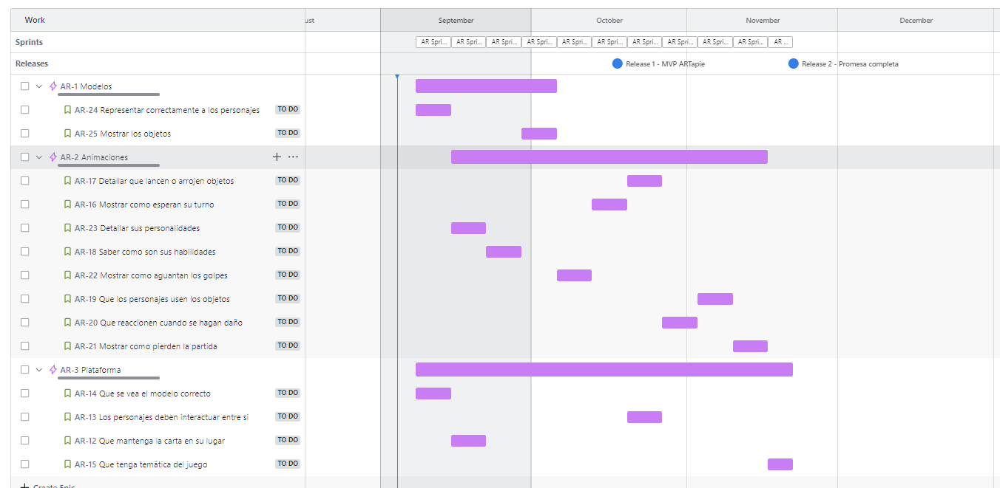 Work
ust September October November December
Sprints
AR Spri... AR Spri... AR Spri... AR Spri... AR Spri... AR Spri... AR Spri... AR Spri... AR Spri... AR Spri... AR ...
Releases
Release 1 - MVP ARTapie
Release 2 - Promesa completa
AR-1 Modelos
AR-24 Representar correctamente a los personajes TO DO
AR-25 Mostrar los objetos TO DO
AR-2 Animaciones
AR-17 Detallar que lancen o arrojen objetos TO DO
AR-16 Mostrar como esperan su turno TO DO
AR-23 Detallar sus personalidades TO DO
AR-18 Saber como son sus habilidades TO DO
AR-22 Mostrar como aguantan los golpes TO DO
AR-19 Que los personajes usen los objetos TO DO
AR-20 Que reaccionen cuando se hagan daño TO DO
AR-21 Mostrar como pierden la partida TO DO
AR-3 Plataforma
AR-14 Que se vea el modelo correcto TO DO
AR-13 Los personajes deben interactuar entre si TO DO
AR-12 Que mantenga la carta en su lugar TO DO
AR-15 Que tenga temática del juego TO DO
Create Epic